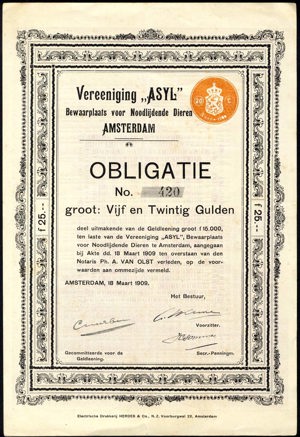 Vereeniging „ASYL"
Bewaarplaats voor Noodlijdende Dieren
AMSTERDAM
20 C
OBLIGATIE
No. 420
groot: Vijf en Twintig Gulden
f 25.--
f 25.--
deel uitmakende van de Geldleening groot f 15.000,
ten laste van de Vereeniging „ASYL", Bewaarplaats
voor Noodlijdende Dieren te Amsterdam, aangegaan
bij Akte dd. 18 Maart 1909 ten overstaan van den
Notaris Ph. A. VAN OLST verleden, op de voor-
waarden aan ommezijde vermeld.
AMSTERDAM, 18 Maart 1909.
Het Bestuur,
Voorzitter.
Gecommitteerde voor de
Geldleening.
Secr.-Penningm.
Electrische Drukkerij HERDES & Co., N.Z. Voorburgwal 29, Amsterdam